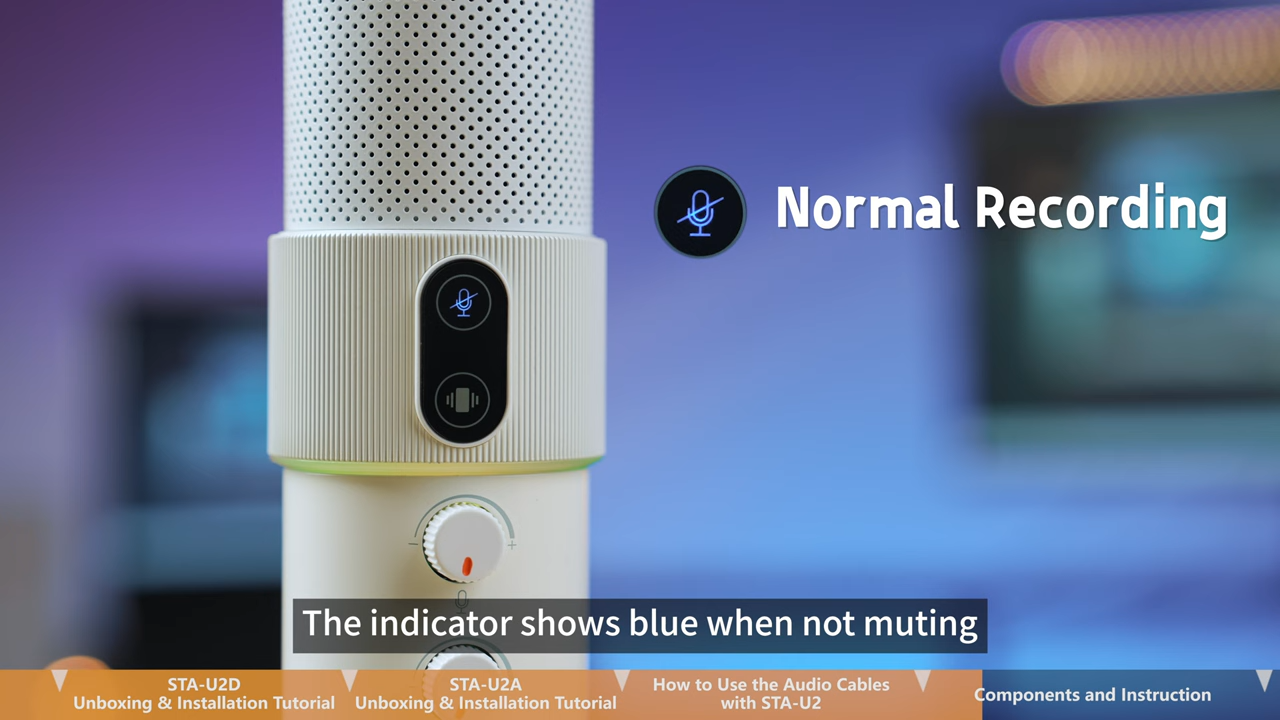 Normal Recording
- +
The indicator shows blue when not muting
STA-U2D
Unboxing & Installation Tutorial
STA-U2A
Unboxing & Installation Tutorial
How to Use the Audio Cables
with STA-U2
Components and Instruction